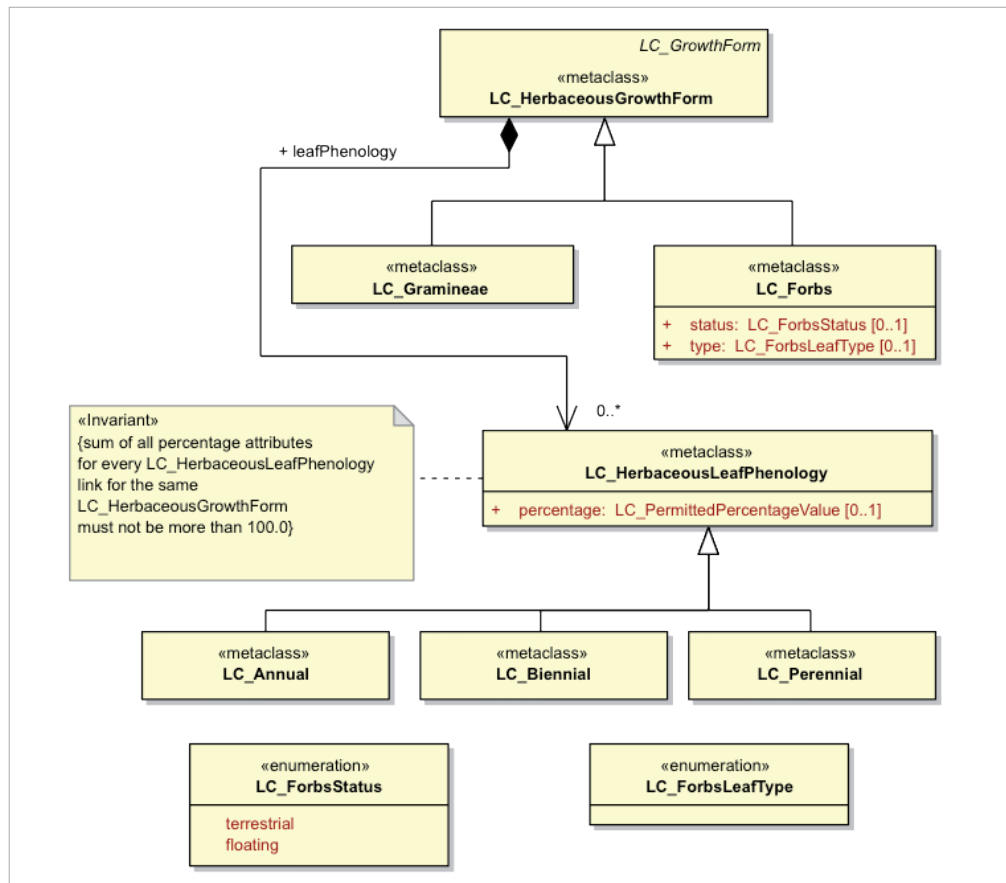 LC_GrowthForm
«metaclass»
LC_HerbaceousGrowthForm
+ leafPhenology
«metaclass»
LC_Gramineae
«metaclass»
LC_Forbs
+ status: LC_ForbsStatus [0..1]
+ type: LC_ForbsLeafType [0..1]
0..*
«Invariant»
{sum of all percentage attributes
for every LC_HerbaceousLeafPhenology
link for the same
LC_HerbaceousGrowthForm
must not be more than 100.0}
«metaclass»
LC_HerbaceousLeafPhenology
+ percentage: LC_PermittedPercentageValue [0..1]
«metaclass»
LC_Annual
«metaclass»
LC_Biennial
«metaclass»
LC_Perennial
«enumeration»
LC_ForbsStatus
terrestrial
floating
«enumeration»
LC_ForbsLeafType